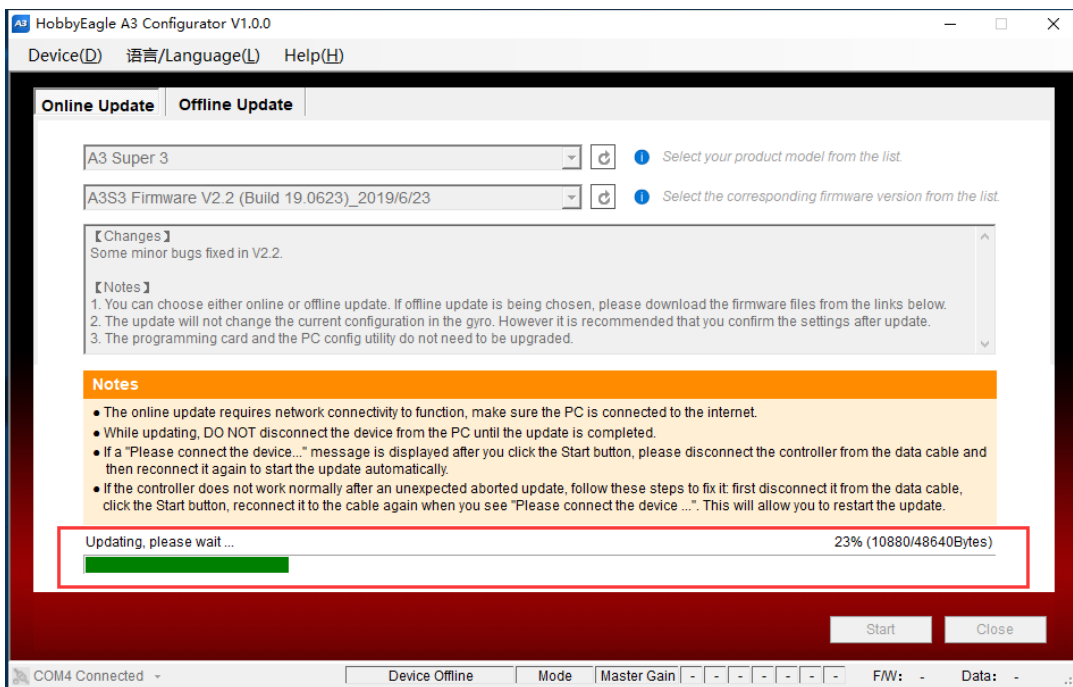 A3 HobbyEagle A3 Configurator V1.0.0
Device(D) 语言/Language(L) Help(H)
Online Update Offline Update
A3 Super 3 Select your product model from the list.
A3S3 Firmware V2.2 (Build 19.0623)_2019/6/23 Select the corresponding firmware version from the list.
【Changes】
Some minor bugs fixed in V2.2.
【Notes】
1. You can choose either online or offline update. If offline update is being chosen, please download the firmware files from the links below.
2. The update will not change the current configuration in the gyro. However it is recommended that you confirm the settings after update.
3. The programming card and the PC config utility do not need to be upgraded.
Notes
● The online update requires network connectivity to function, make sure the PC is connected to the internet.
● While updating, DO NOT disconnect the device from the PC until the update is completed.
● If a "Please connect the device..." message is displayed after you click the Start button, please disconnect the controller from the data cable and
then reconnect it again to start the update automatically.
● If the controller does not work normally after an unexpected aborted update, follow these steps to fix it: first disconnect it from the data cable,
click the Start button, reconnect it to the cable again when you see "Please connect the device ...". This will allow you to restart the update.
Updating, please wait ... 23% (10880/48640Bytes)
Start Close
COM4 Connected Device Offline Mode Master Gain - - - - - - F/W: - Data: -